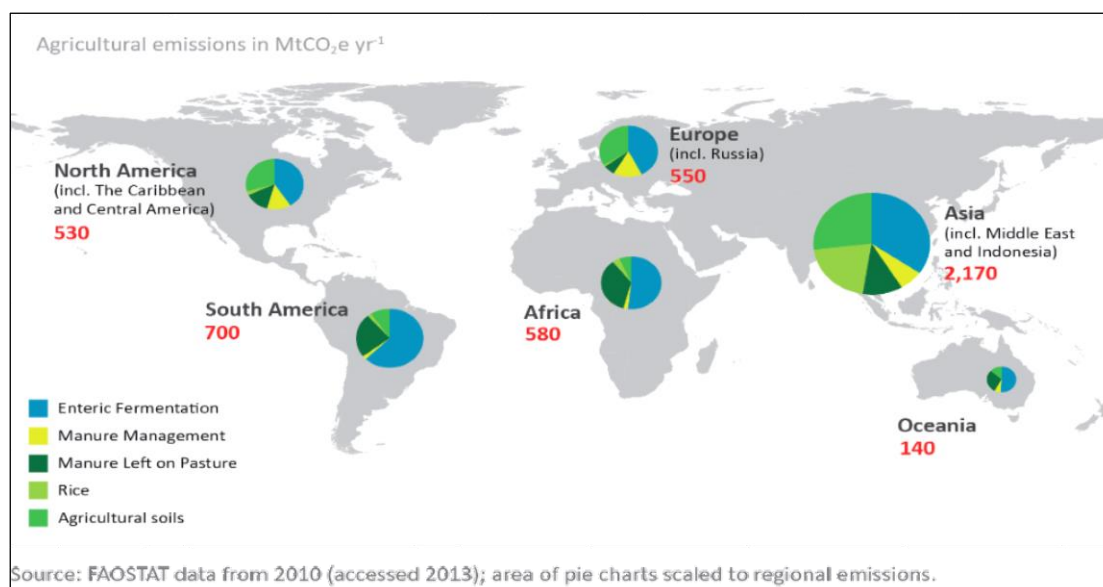 Agricultural emissions in MtCO₂e yr⁻¹
North America
(incl. The Caribbean
and Central America)
530
Europe
(incl. Russia)
550
Asia
(incl. Middle East
and Indonesia)
2,170
South America
700
Africa
580
Oceania
140
Enteric Fermentation
Manure Management
Manure Left on Pasture
Rice
Agricultural soils
Source: FAOSTAT data from 2010 (accessed 2013); area of pie charts scaled to regional emissions.